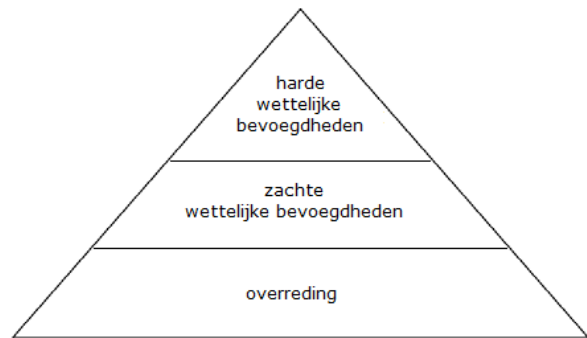 harde
wettelijke
bevoegdheden
zachte
wettelijke bevoegdheden
overreding